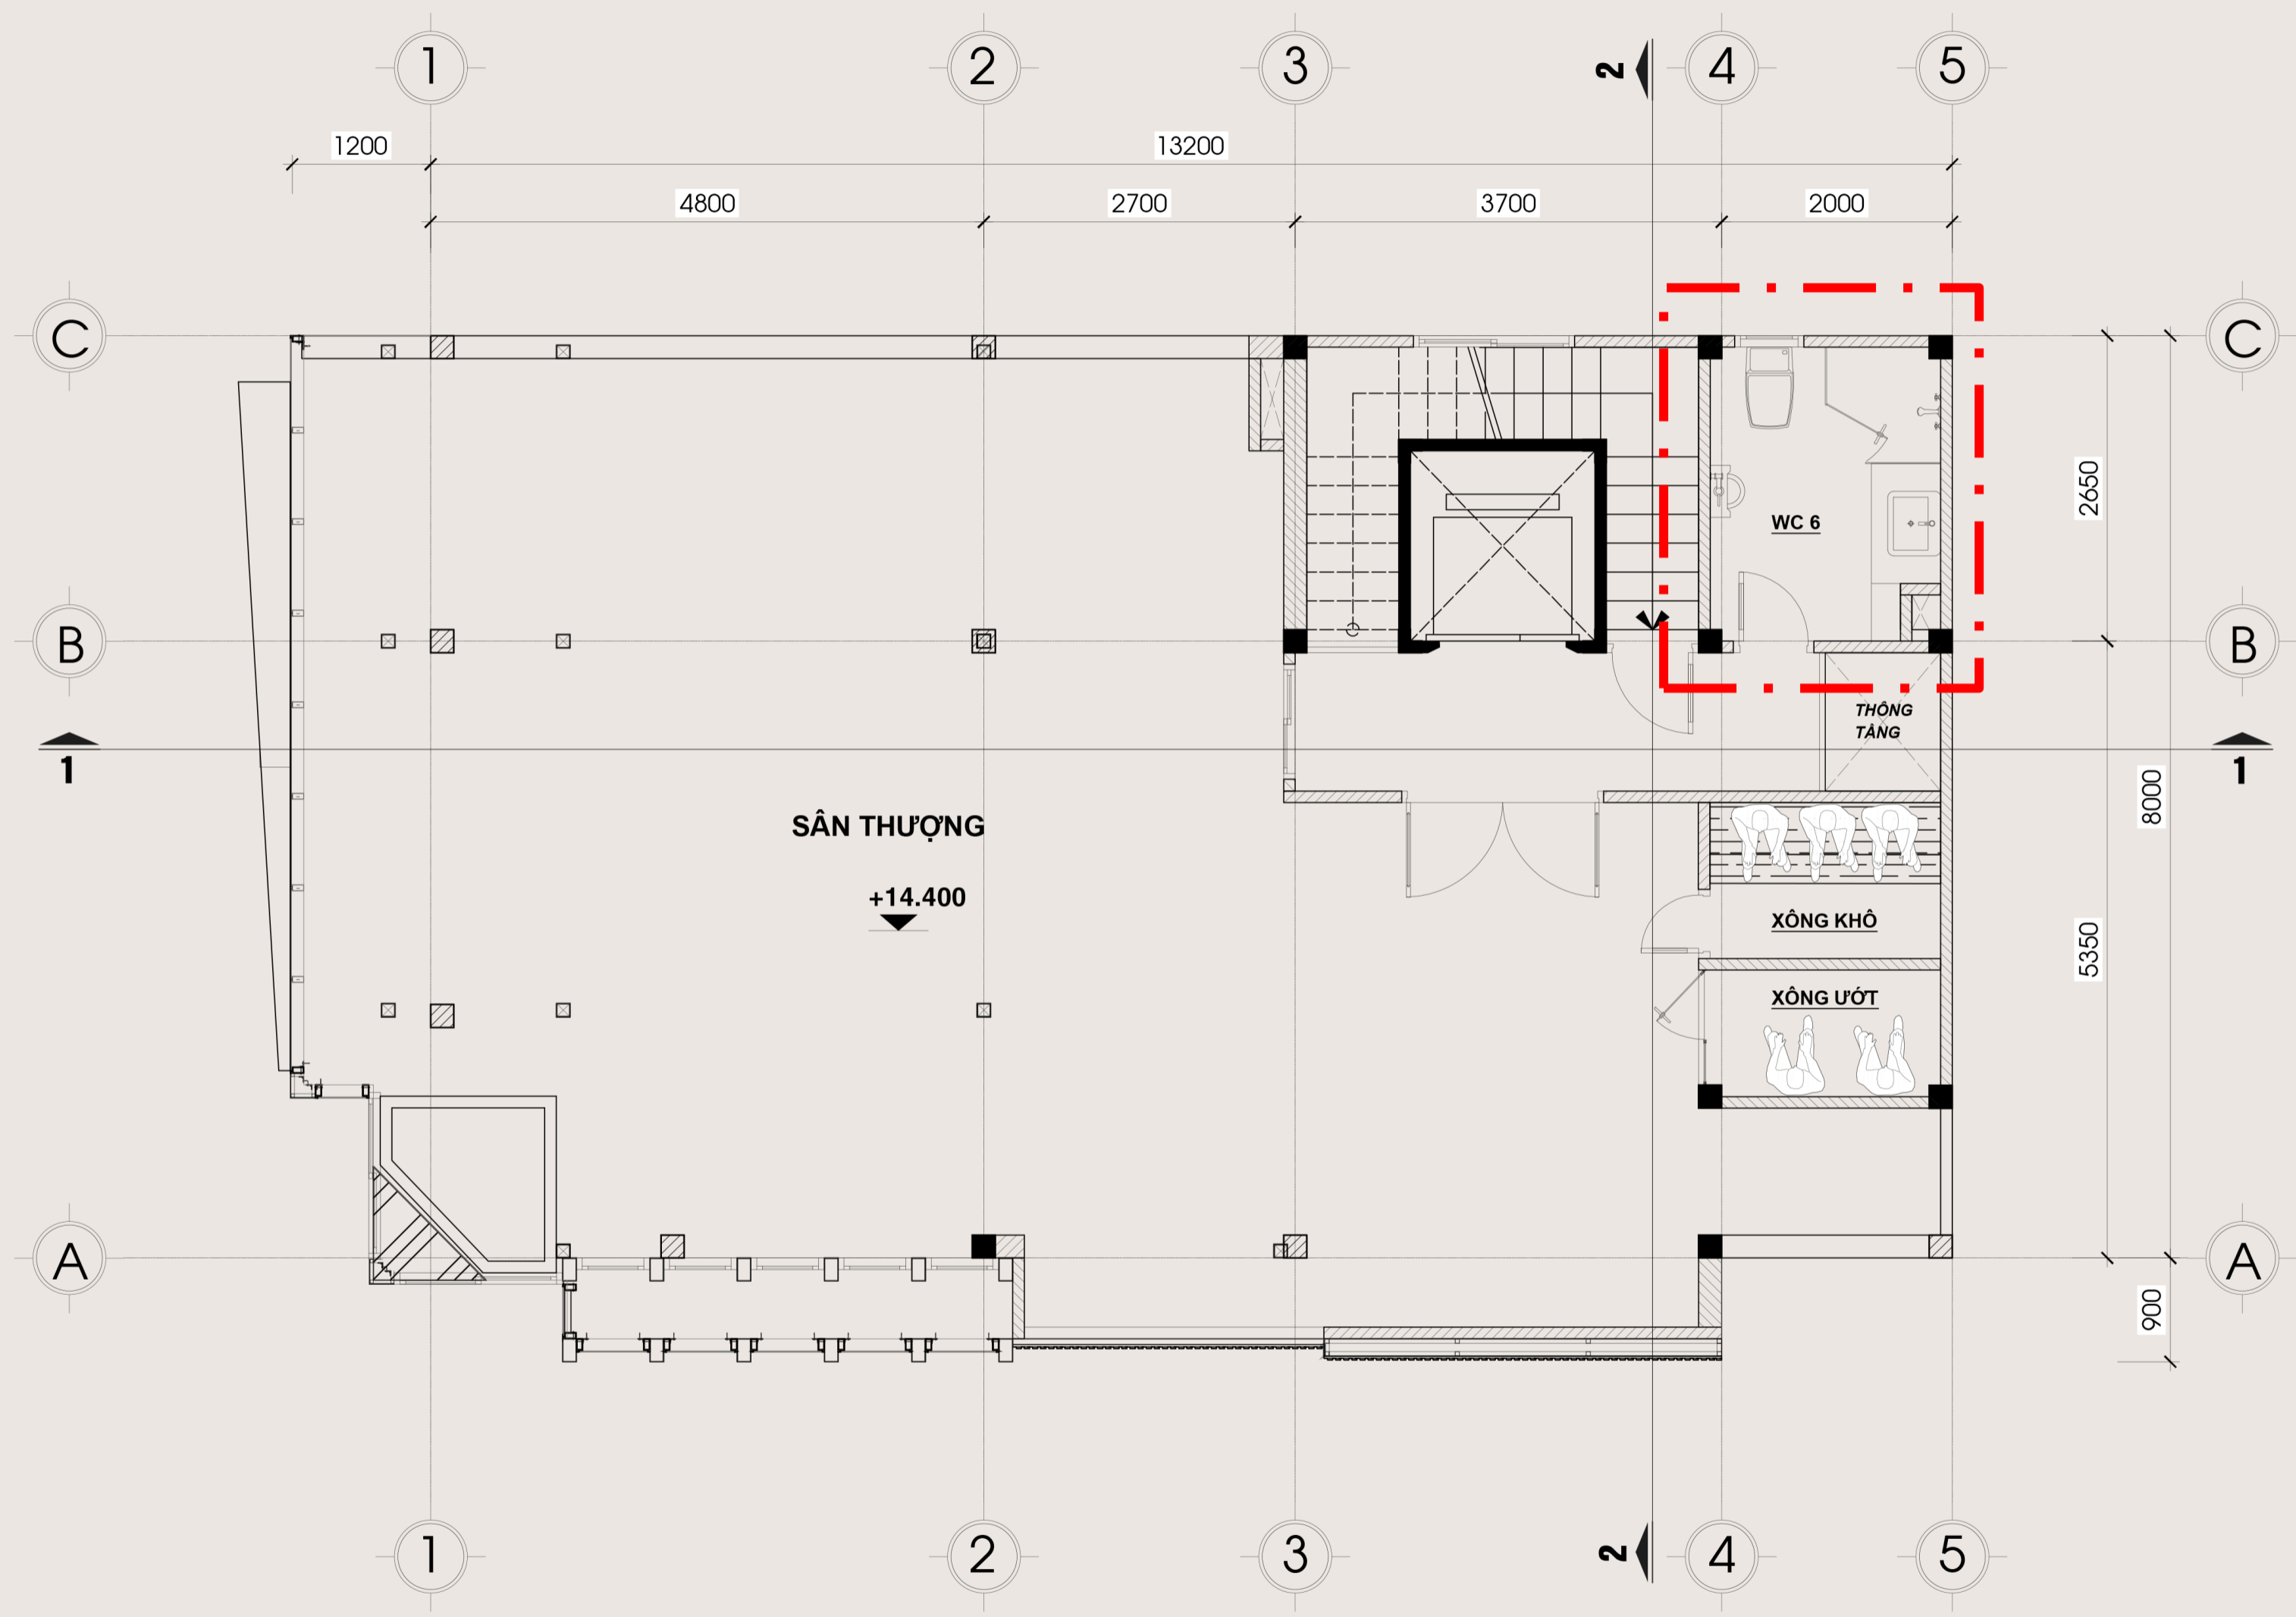 1 2 3 2 4 5
1200 13200
4800 2700 3700 2000
C C
2650
WC 6
B B
THÔNG
TẦNG
1 1
8000
SÂN THƯỢNG
+14.400
XÔNG KHÔ
5350
XÔNG ƯỚT
A A
900
1 2 3 2 4 5